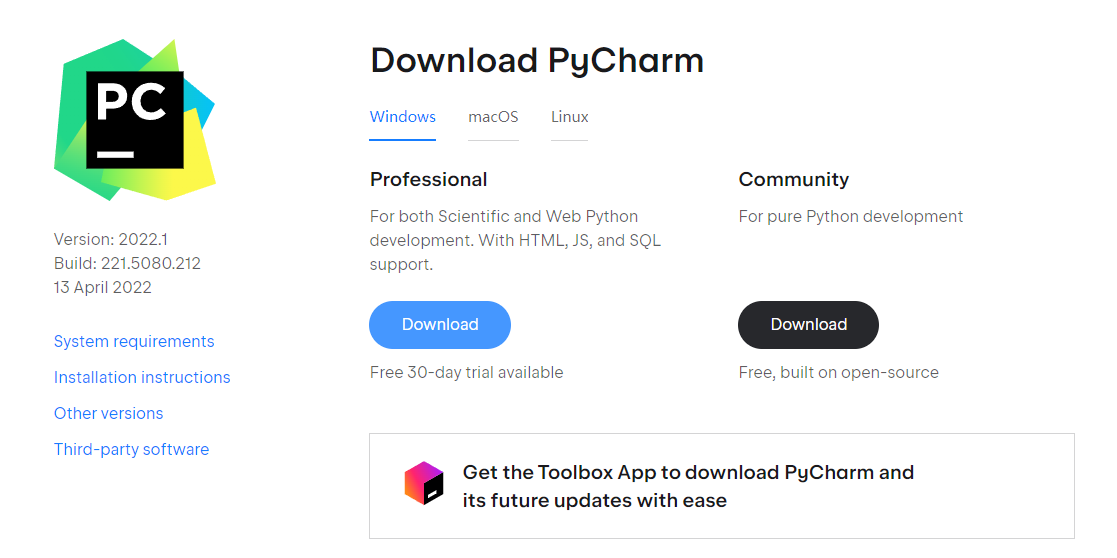 PC
Download PyCharm
Windows
macOS
Linux
Version: 2022.1
Build: 221.5080.212
13 April 2022
System requirements
Installation instructions
Other versions
Third-party software
Professional
For both Scientific and Web Python
development. With HTML, JS, and SQL
support.
Download
Free 30-day trial available
Community
For pure Python development
Download
Free, built on open-source
Get the Toolbox App to download PyCharm and
its future updates with ease